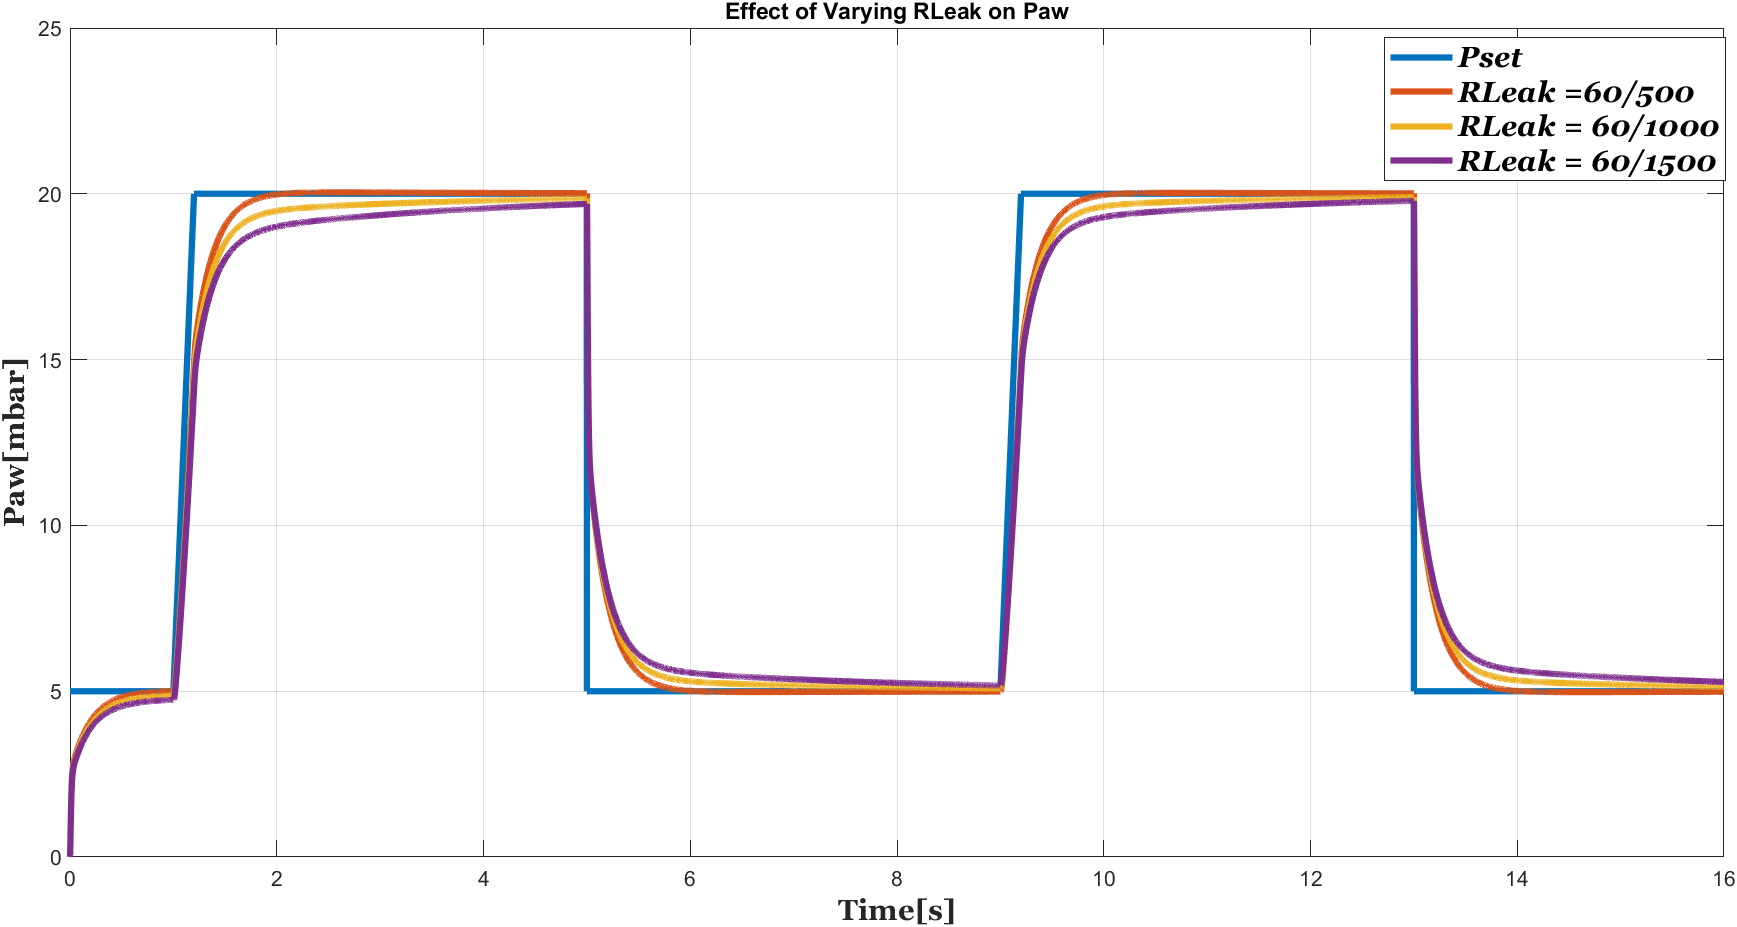 Effect of Varying RLeak on Paw
25
20
15
10
5
0
Paw[mbar]
Pset
RLeak =60/500
RLeak = 60/1000
RLeak = 60/1500
0 2 4 6 8 10 12 14 16
Time[s]